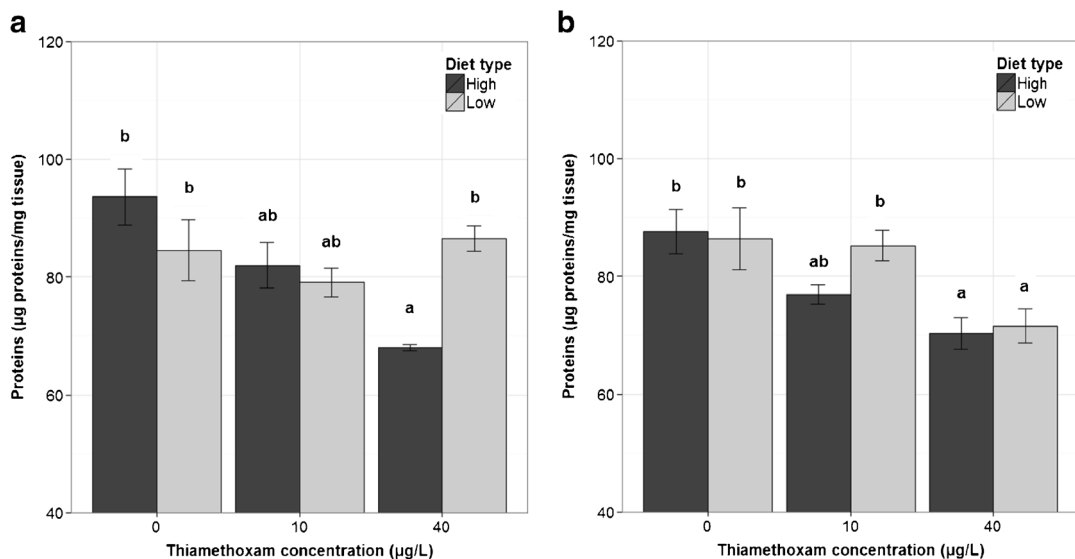 a
120
100
80
60
40
Proteins (µg proteins/mg tissue)
Diet type
High
Low
b
b
ab
ab
a
b
0
10
40
Thiamethoxam concentration (µg/L)
b
120
100
80
60
40
Proteins (µg proteins/mg tissue)
Diet type
High
Low
b
b
ab
b
a
a
0
10
40
Thiamethoxam concentration (µg/L)